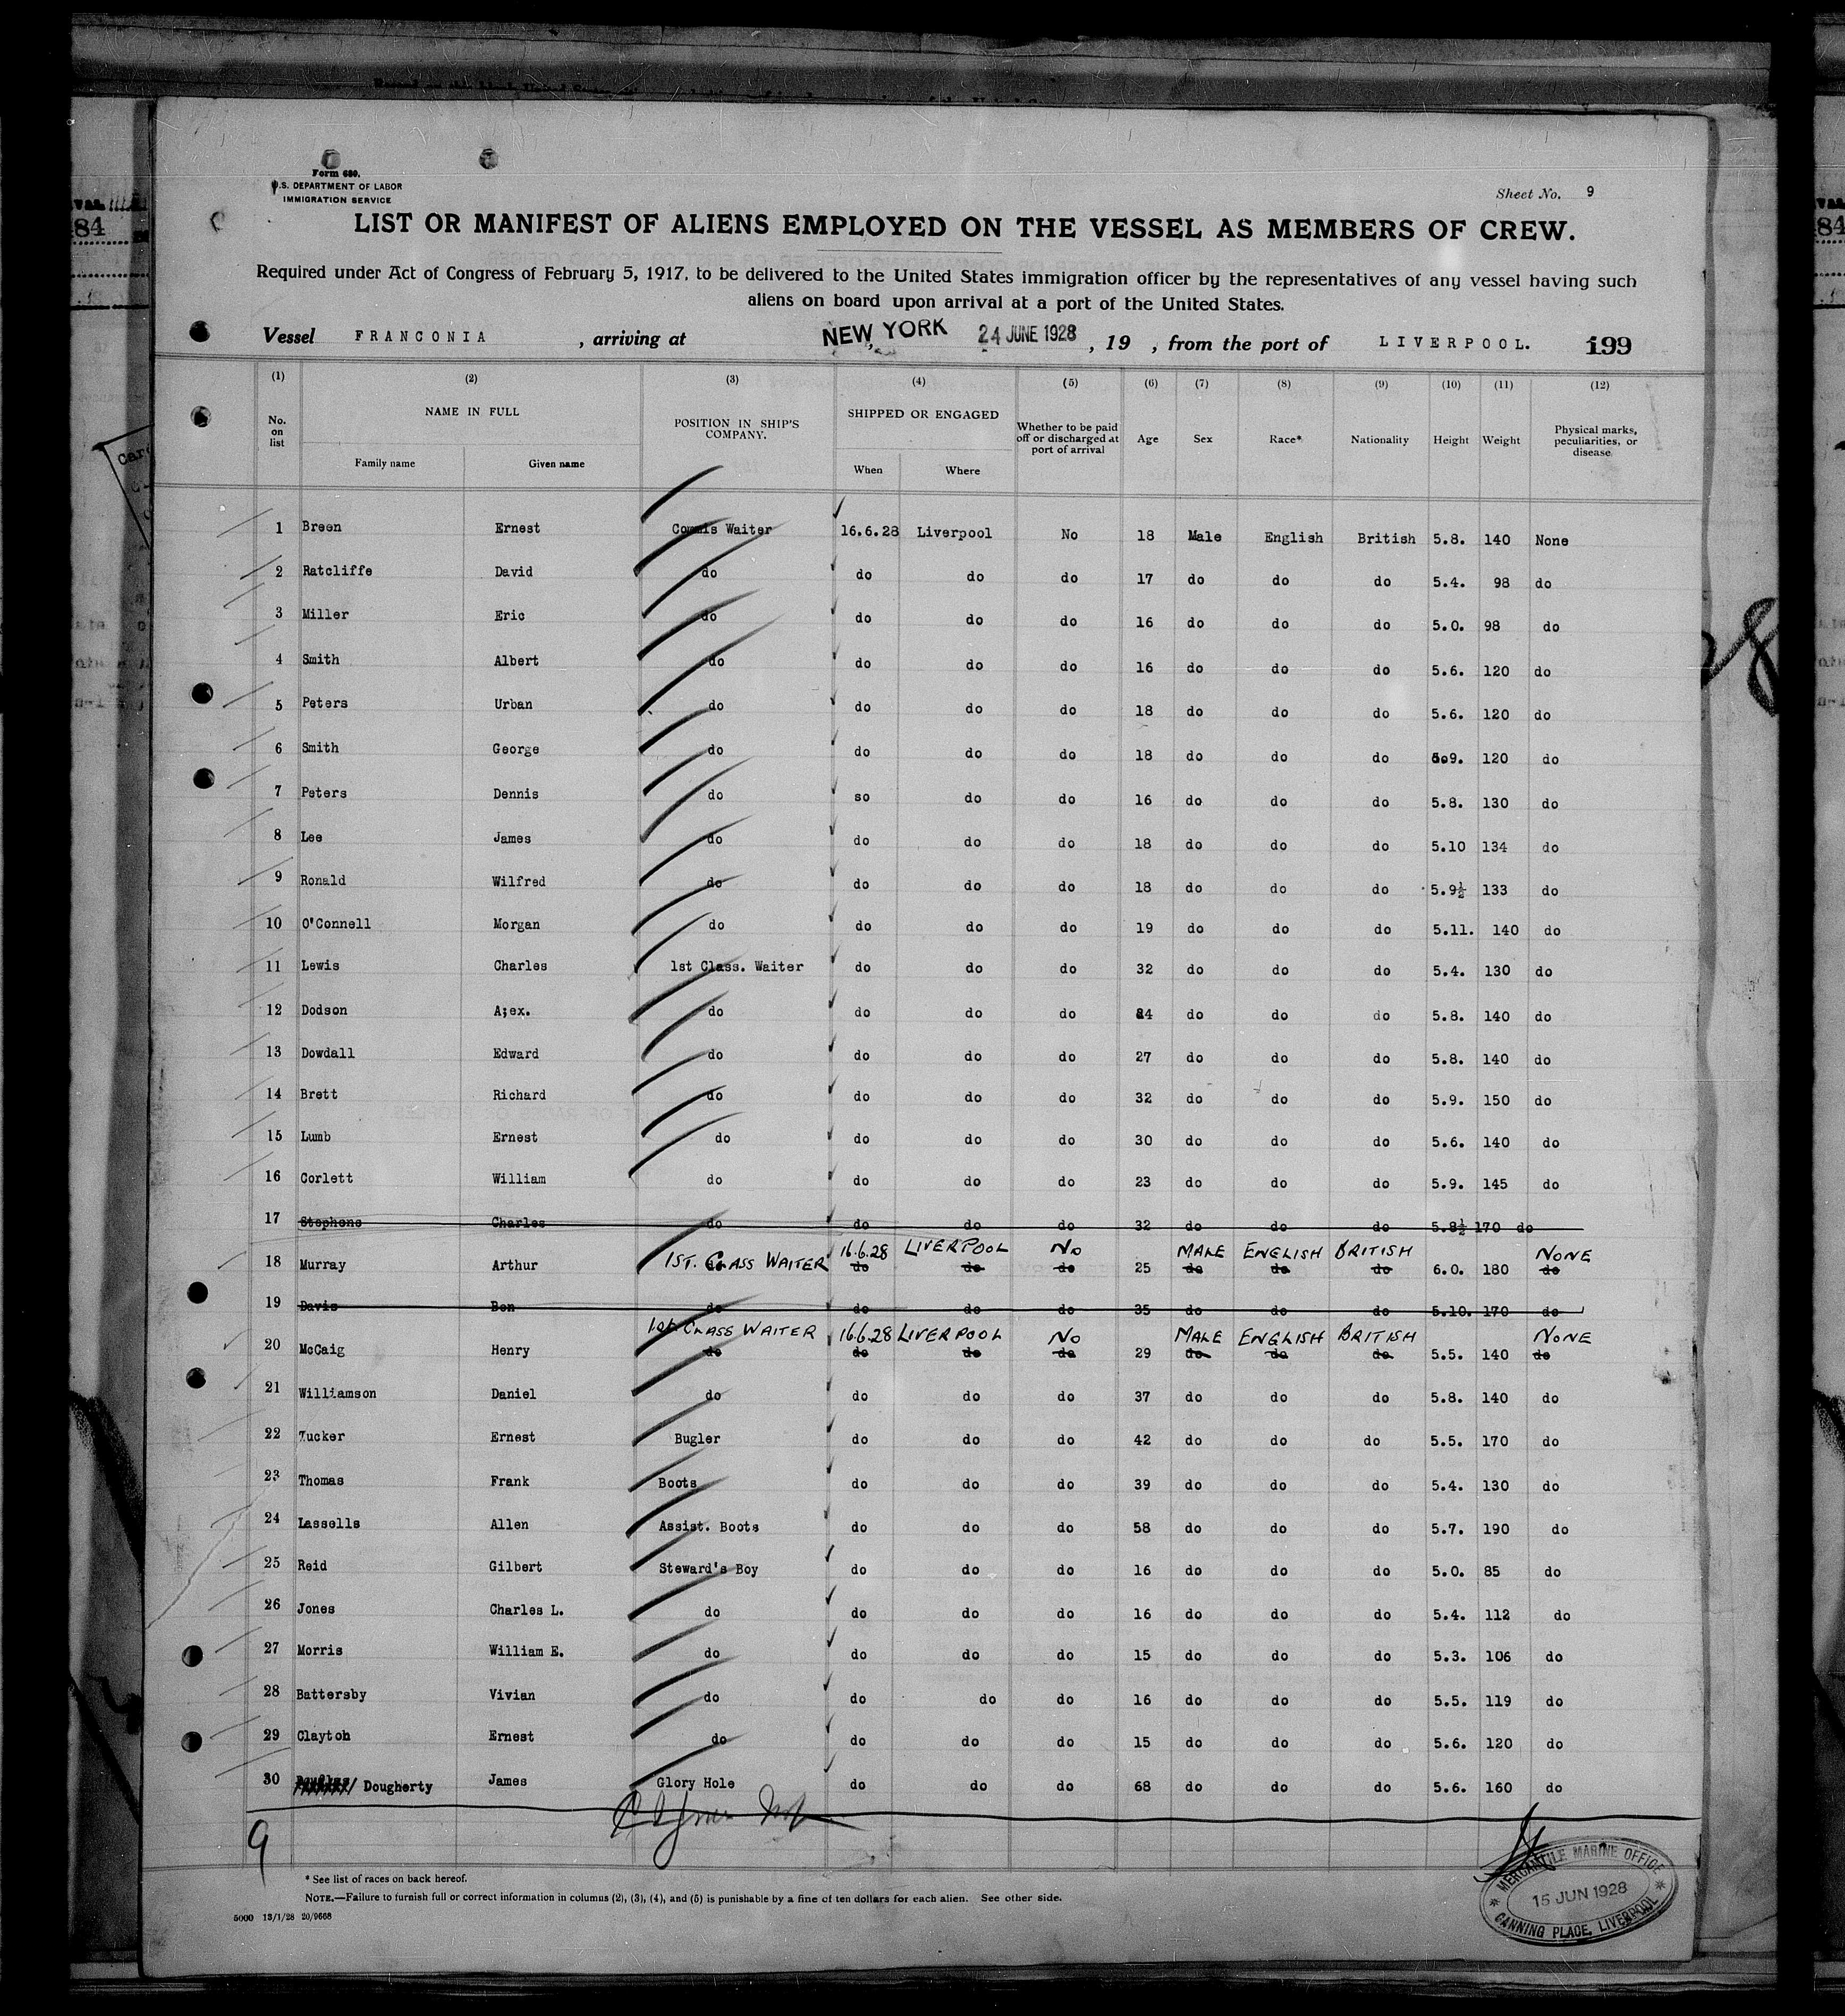 Form 680.
U.S. DEPARTMENT OF LABOR
IMMIGRATION SERVICE
Sheet No. 9
LIST OR MANIFEST OF ALIENS EMPLOYED ON THE VESSEL AS MEMBERS OF CREW.
Required under Act of Congress of February 5, 1917, to be delivered to the United States immigration officer by the representatives of any vessel having such
aliens on board upon arrival at a port of the United States.
Vessel FRANCONIA , arriving at NEW YORK 24 JUNE 1928 , 19 , from the port of LIVERPOOL. 199
(1) (2) (3) (4) (5) (6) (7) (8) (9) (10) (11) (12)
No. on list NAME IN FULL Family name Given name POSITION IN SHIP'S COMPANY. SHIPPED OR ENGAGED When Where Whether to be paid off or discharged at port of arrival Age Sex Race* Nationality Height Weight Physical marks, peculiarities, or disease
1 Breen Ernest Commis Waiter 16.6.28 Liverpool No 18 Male English British 5.8. 140 None
2 Ratcliffe David do do do do 17 do do do 5.4. 98 do
3 Miller Eric do do do do 16 do do do 5.0. 98 do
4 Smith Albert do do do do 16 do do do 5.6. 120 do
5 Peters Urban do do do do 18 do do do 5.6. 120 do
6 Smith George do do do do 18 do do do 9. 120 do
7 Peters Dennis do so do do 16 do do do 5.8. 130 do
8 Lee James do do do do 18 do do do 5.10 134 do
9 Ronald Wilfred do do do do 18 do do do 5.9½ 133 do
10 O'Connell Morgan do do do do 19 do do do 5.11. 140 do
11 Lewis Charles 1st Class. Waiter do do do 32 do do do 5.4. 130 do
12 Dodson A;ex. do do do do do do do 5.8. 140 do
13 Dowdall Edward do do do do 27 do do do 5.8. 140 do
14 Brett Richard do do do do 32 do do do 5.9. 150 do
15 Lumb Ernest do do do do 30 do do do 5.6. 140 do
16 Corlett William do do do do 23 do do do 5.9. 145 do
17 Stephens Charles do do do do 32 do do do 5.8½ 170 do
1ST. CLASS WAITER 16.6.28 LIVERPOOL No MALE ENGLISH BRITISH NONE
18 Murray Arthur do do do do 25 do do do 6.0. 180 do
19 Davis Ben do do do do 35 do do do 5.10. 170 do
1st CLASS WAITER 16.6.28 LIVERPOOL No MALE ENGLISH BRITISH NONE
20 McCaig Henry do do do do 29 do do do 5.5. 140 do
21 Williamson Daniel do do do do 37 do do do 5.8. 140 do
22 Tucker Ernest Bugler do do do 42 do do do 5.5. 170 do
23 Thomas Frank Boots do do do 39 do do do 5.4. 130 do
24 Lassells Allen Assist. Boots do do do 58 do do do 5.7. 190 do
25 Reid Gilbert Steward's Boy do do do 16 do do do 5.0. 85 do
26 Jones Charles L. do do do do 16 do do do 5.4. 112 do
27 Morris William E. do do do do 15 do do do 5.3. 106 do
28 Battersby Vivian do do do do 16 do do do 5.5. 119 do
29 Clayton Ernest do do do do 15 do do do 5.6. 120 do
30 Dougherty James Glory Hole do do do 68 do do do 5.6. 160 do
9
* See list of races on back hereof.
NOTE.—Failure to furnish full or correct information in columns (2), (3), (4), and (5) is punishable by a fine of ten dollars for each alien. See other side.
5000 13/1/28 20/9668
MERCANTILE MARINE OFFICE
15 JUN 1928
CANNING PLACE, LIVERPOOL